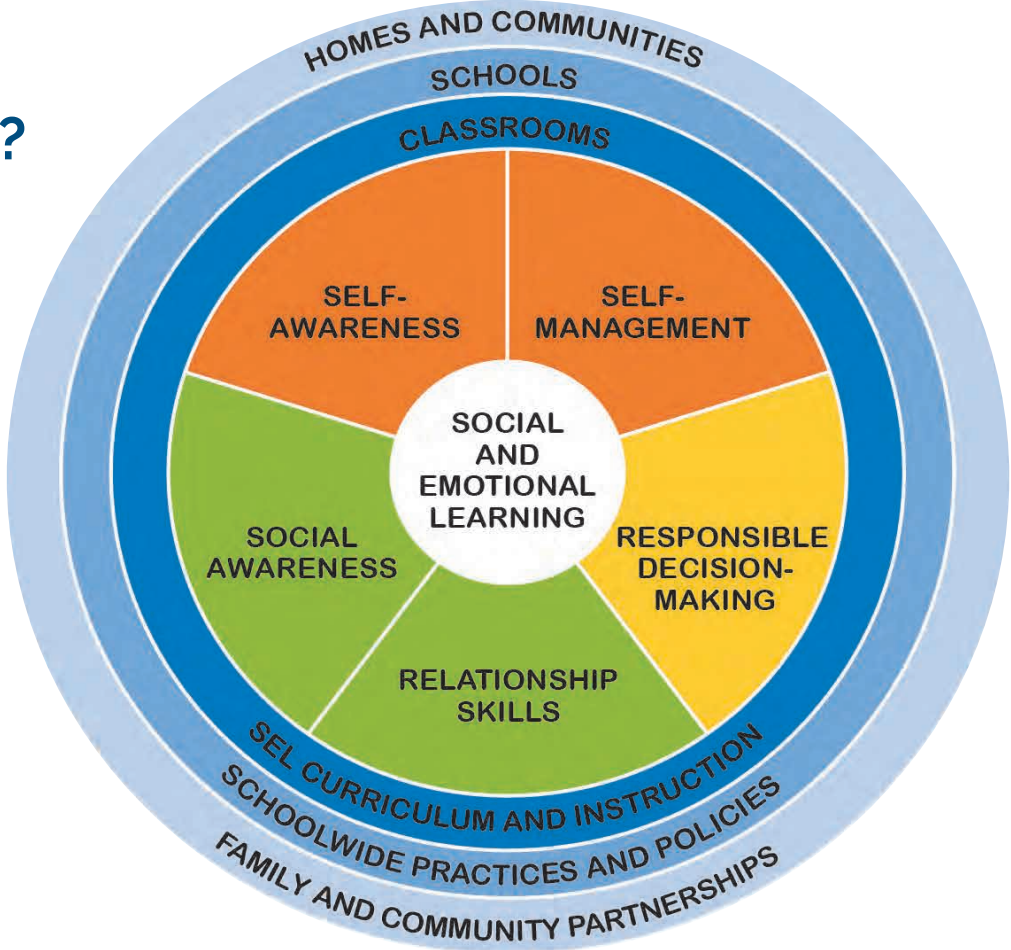 HOMES AND COMMUNITIES
SCHOOLS
?
CLASSROOMS
SELF-
AWARENESS
SELF-
MANAGEMENT
SOCIAL
AND
EMOTIONAL
LEARNING
SOCIAL
AWARENESS
RESPONSIBLE
DECISION-
MAKING
RELATIONSHIP
SKILLS
SEL CURRICULUM AND INSTRUCTION
SCHOOLWIDE PRACTICES AND POLICIES
FAMILY AND COMMUNITY PARTNERSHIPS